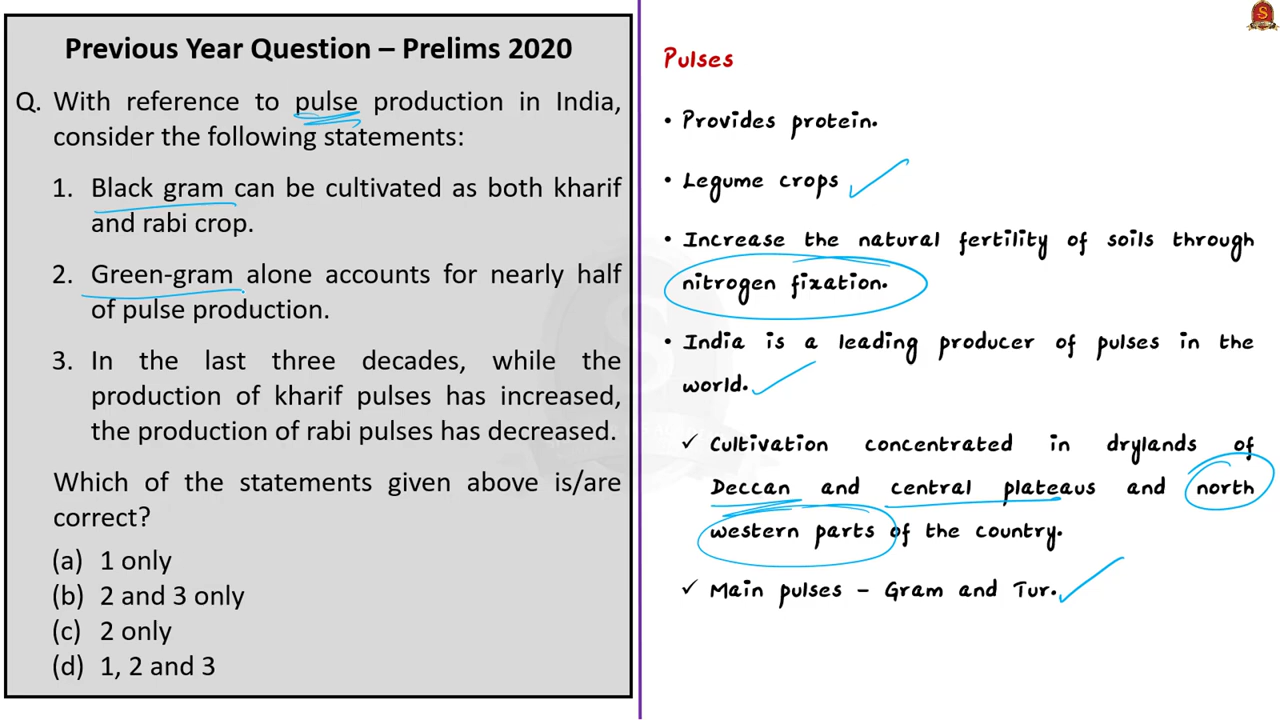 Previous Year Question – Prelims 2020
Q. With reference to pulse production in India,
consider the following statements:
1. Black gram can be cultivated as both kharif
and rabi crop.
2. Green-gram alone accounts for nearly half
of pulse production.
3. In the last three decades, while the
production of kharif pulses has increased,
the production of rabi pulses has decreased.
Which of the statements given above is/are
correct?
(a) 1 only
(b) 2 and 3 only
(c) 2 only
(d) 1, 2 and 3
Pulses
• Provides protein.
• Legume crops
• Increase the natural fertility of soils through
nitrogen fixation.
• India is a leading producer of pulses in the
world.
✓ Cultivation concentrated in drylands of
Deccan and central plateaus and north
western parts of the country.
✓ Main pulses – Gram and Tur.